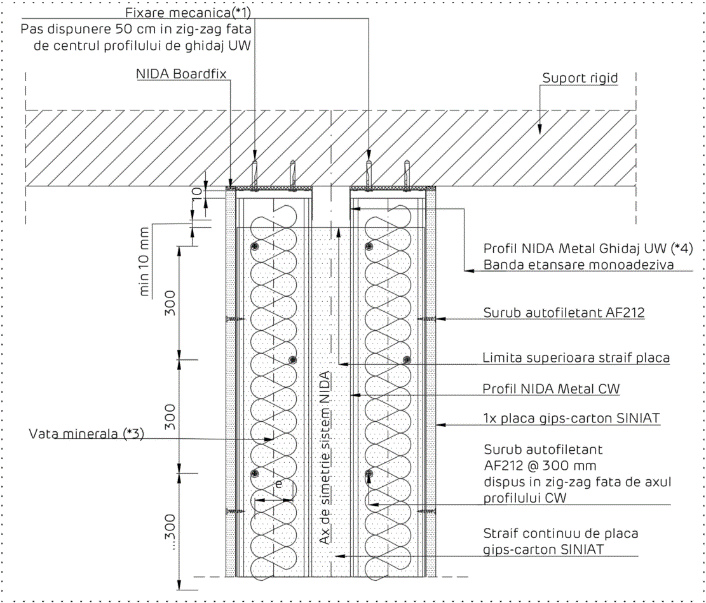 Fixare mecanica(*1)
Pas dispunere 50 cm in zig-zag fata
de centrul profilului de ghidaj UW
NIDA Boardfix
Suport rigid
10
min 10 mm
300
300
...300
Vata minerala (*3)
a
Ax de simetrie sistem NIDA
Profil NIDA Metal Ghidaj UW (*4)
Banda etansare monoadeziva
Surub autofiletant AF212
Limita superioara straif placa
Profil NIDA Metal CW
1x placa gips-carton SINIAT
Surub autofiletant
AF212 @ 300 mm
dispus in zig-zag fata de axul
profilului CW
Straif continuu de placa
gips-carton SINIAT